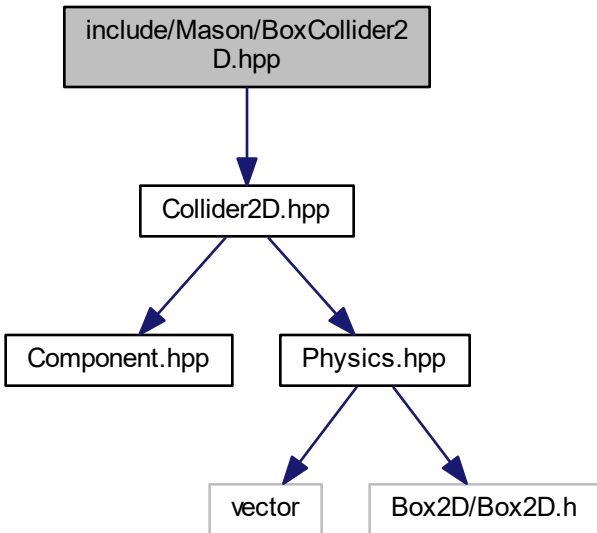 include/Mason/BoxCollider2
D.hpp
Collider2D.hpp
Component.hpp
Physics.hpp
vector
Box2D/Box2D.h